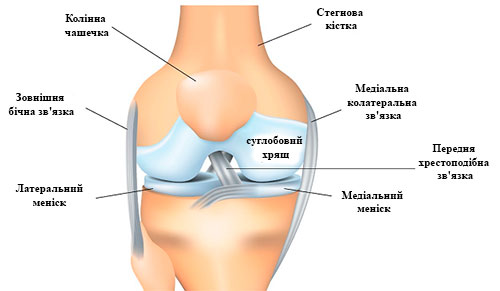 Колінна
чашечка
Стегнова
кістка
Зовнішня
бічна зв'язка
Медіальна
колатеральна
зв'язка
суглобовий
хрящ
Передня
хрестоподібна
зв'язка
Латеральний
меніск
Медіальний
меніск